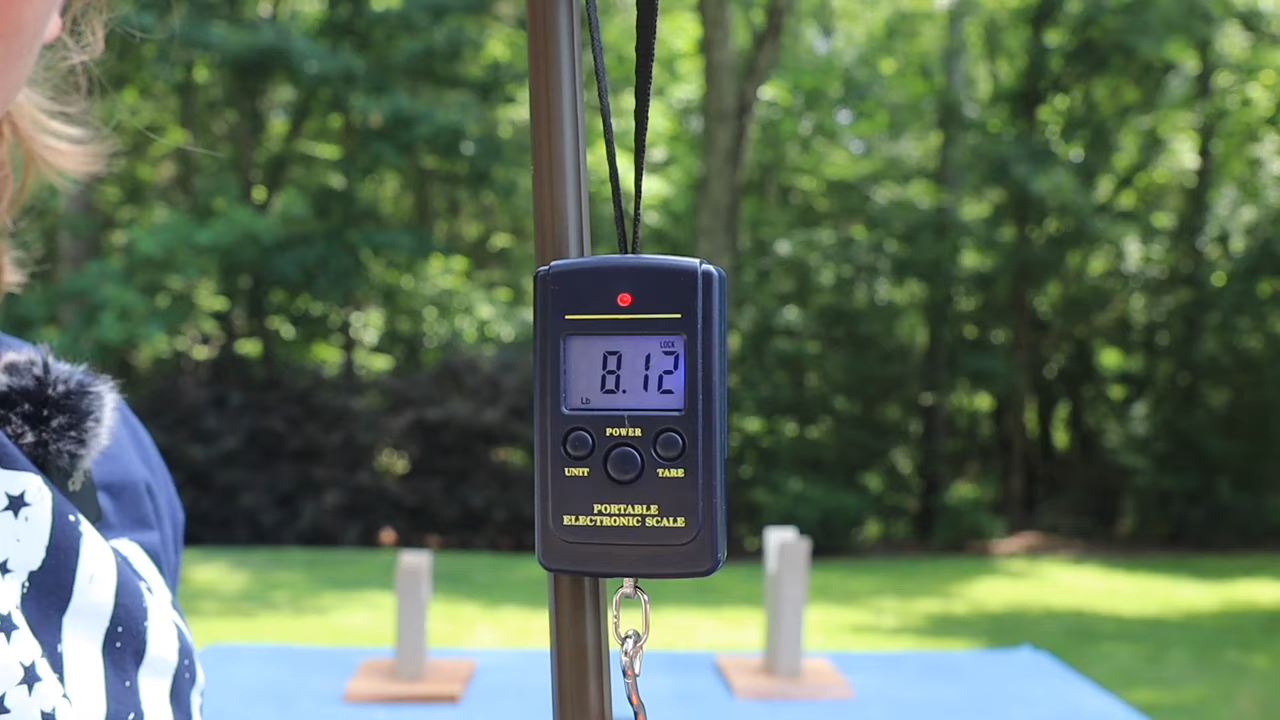 LOCK
8.12
Lb
POWER
UNIT TARE
PORTABLE
ELECTRONIC SCALE